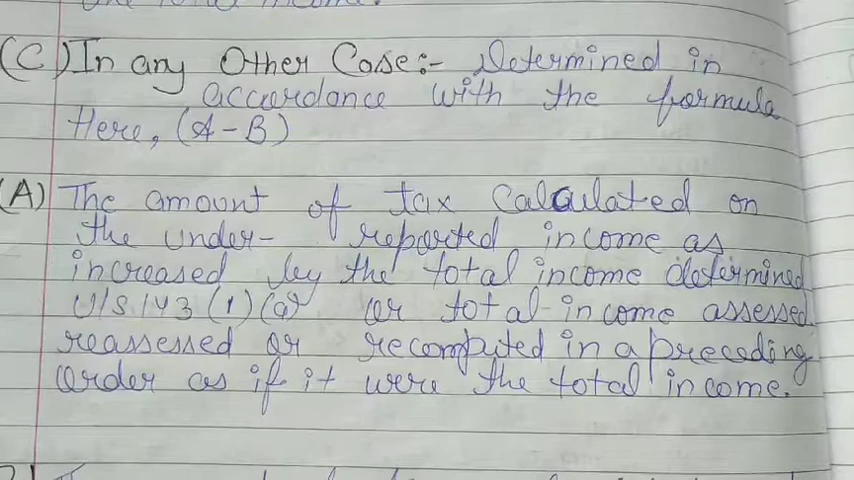 (C) In any Other Case:- Determined in
accordance with the formula
Here, (A-B)
(A) The amount of tax Calculated on
the under- reported income as
increased by the total income determined
U/S 143 (1) (a) or total income assessed
reassessed or recomputed in a preceding
order as if it were the total income.